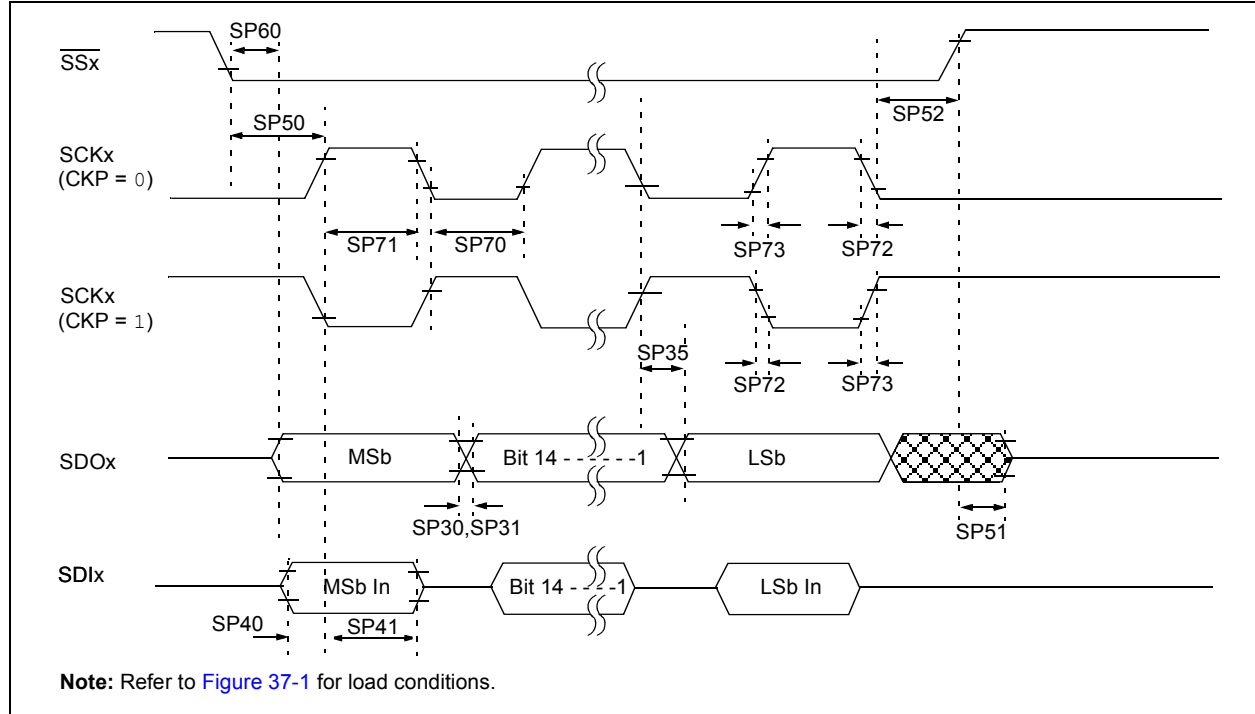 SP60
SSx
SP50
SP52
SCKx
(CKP = 0)
SP71
SP70
SP73
SP72
SCKx
(CKP = 1)
SP35
SP72
SP73
SDOx
MSb
Bit 14 - - - - - -1
LSb
SP30,SP31
SP51
SDIx
MSb In
Bit 14 - - - -1
LSb In
SP40
SP41
Note: Refer to Figure 37-1 for load conditions.